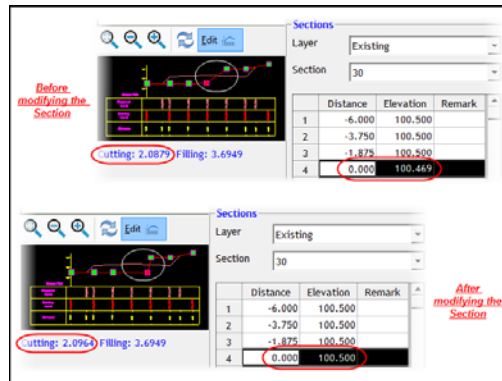 Sections
Edit
Layer
Existing
Section
30
Before
modifying the
Section
Distance Elevation Remark
1 -6.000 100.500
2 -3.750 100.500
3 -1.875 100.500
4 0.000 100.469
Cutting: 2.0879 Filling: 3.6949
Sections
Edit
Layer
Existing
Section
30
After
modifying the
Section
Distance Elevation Remark
1 -6.000 100.500
2 -3.750 100.500
3 -1.875 100.500
4 0.000 100.500
Cutting: 2.0964 Filling: 3.6949